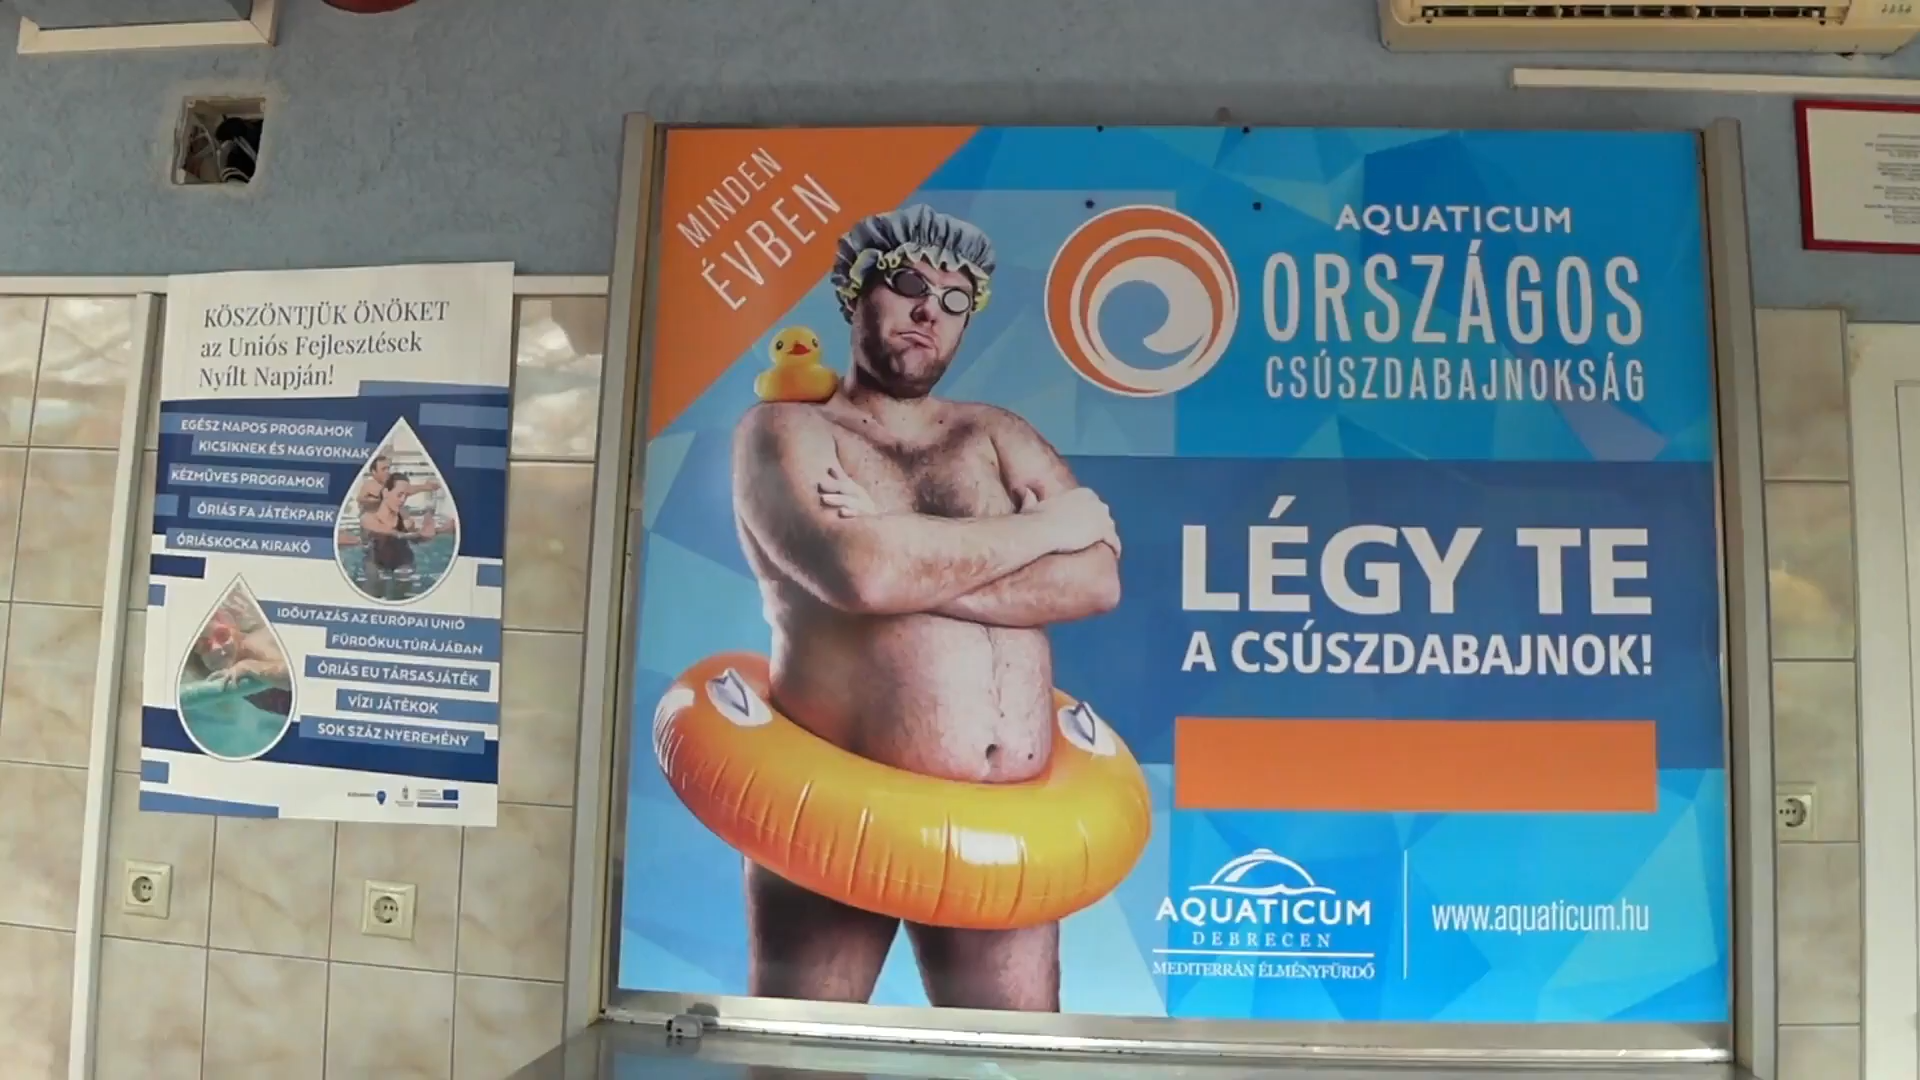 KÖSZÖNTJÜK ÖNÖKET
az Uniós Fejlesztések
Nyílt Napján!
EGÉSZ NAPOS PROGRAMOK
KICSIKNEK ÉS NAGYOKNAK
KÉZMŰVES PROGRAMOK
ÓRIÁS FA JÁTÉKPARK
ÓRIÁSKOCKA KIRAKÓ
IDŐUTAZÁS AZ EURÓPAI UNIÓ
FÜRDŐKULTÚRÁJÁBAN
ÓRIÁS EU TÁRSASJÁTÉK
VÍZI JÁTÉKOK
SOK SZÁZ NYEREMÉNY
MINDEN
ÉVBEN
AQUATICUM
ORSZÁGOS
CSÚSZDABAJNOKSÁG
LÉGY TE
A CSÚSZDABAJNOK!
AQUATICUM
DEBRECEN
MEDITERRÁN ÉLMÉNYFÜRDŐ
www.aquaticum.hu